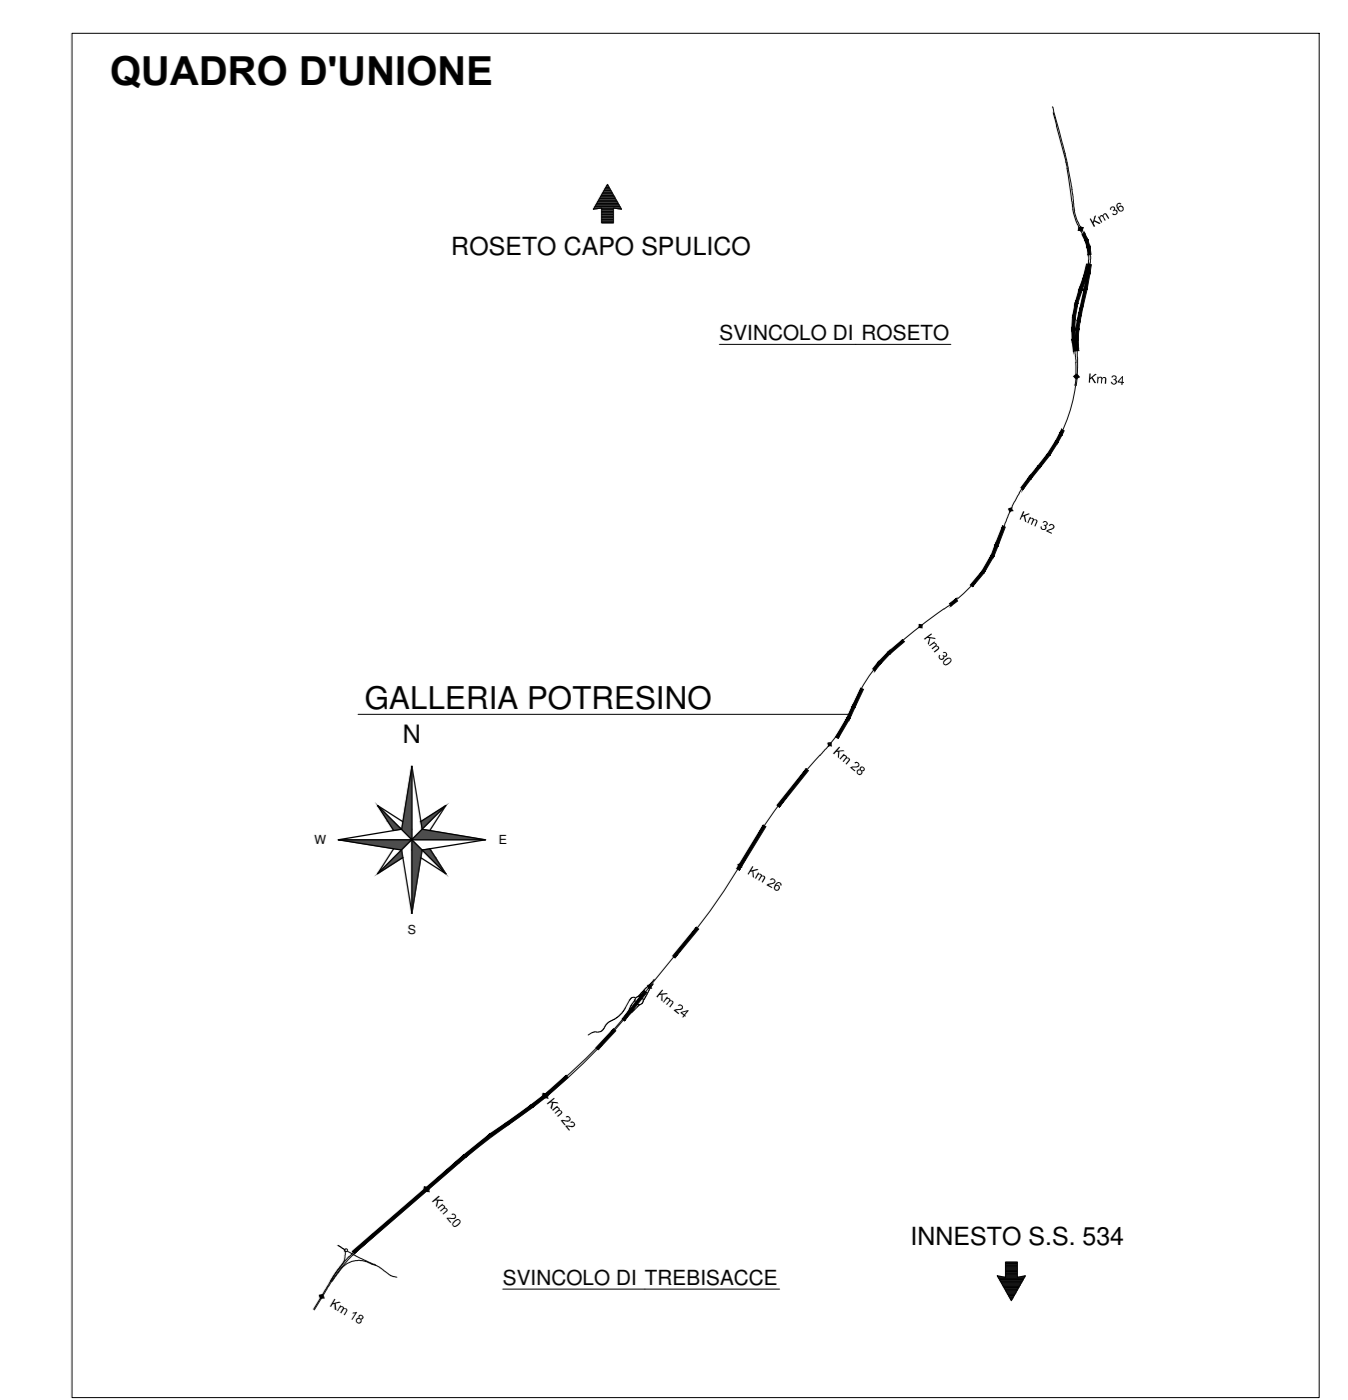 QUADRO D'UNIONE
Km 36
ROSETO CAPO SPULICO
SVINCOLO DI ROSETO
Km 34
Km 32
Km 30
GALLERIA POTRESINO
N
Km 28
W
E
Km 26
S
Km 24
Km 22
Km 20
INNESTO S.S. 534
SVINCOLO DI TREBISACCE
Km 18